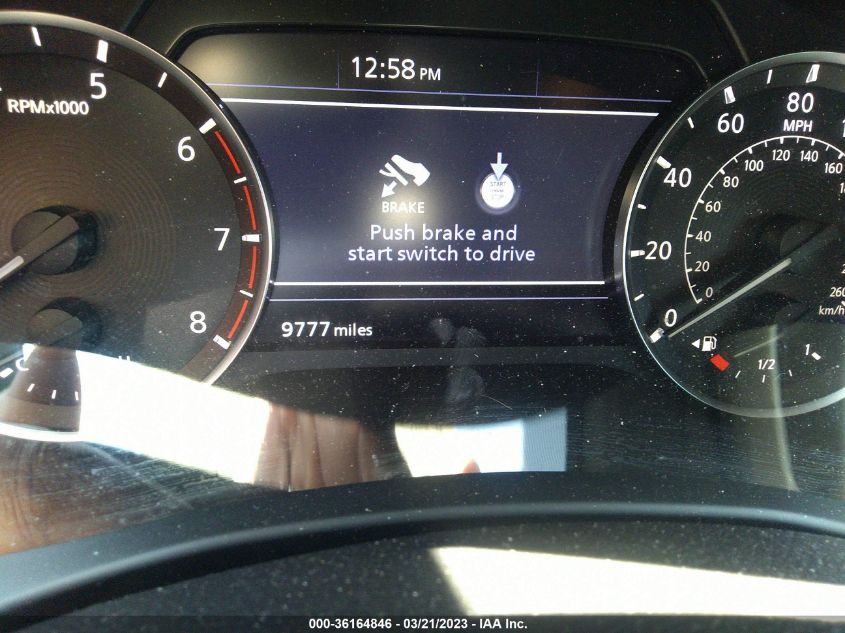 12:58 PM
RPMx1000
5
6
7
8
BRAKE
START
STOP
Push brake and
start switch to drive
9777 miles
0
20
40
60
80
MPH
0
20
40
60
80
100
120
140
160
260
km/h
1/2
1
000-36164846 - 03/21/2023 - IAA Inc.